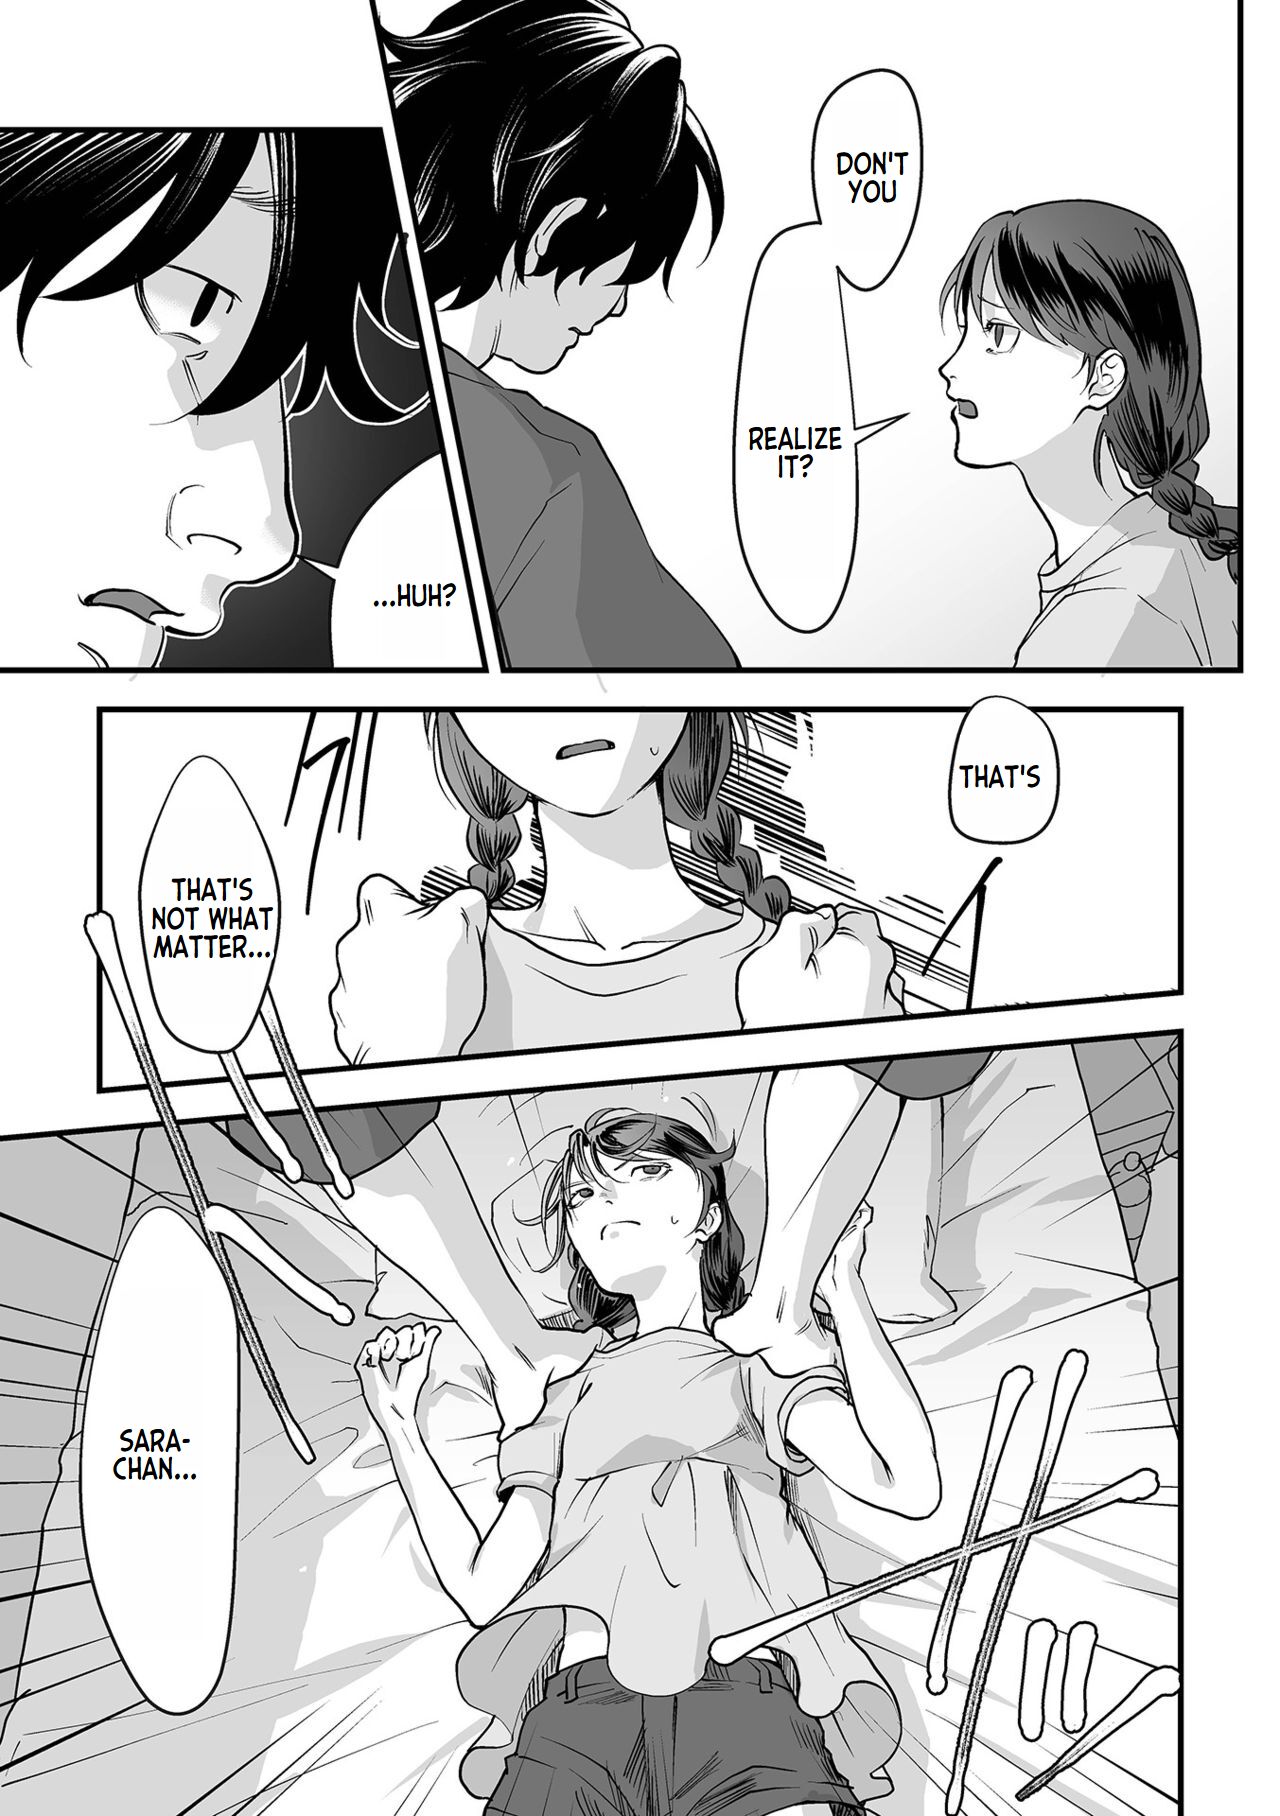 DON'T
YOU
REALIZE
IT?
...HUH?
THAT'S
THAT'S
NOT WHAT
MATTER...
SARA-
CHAN...